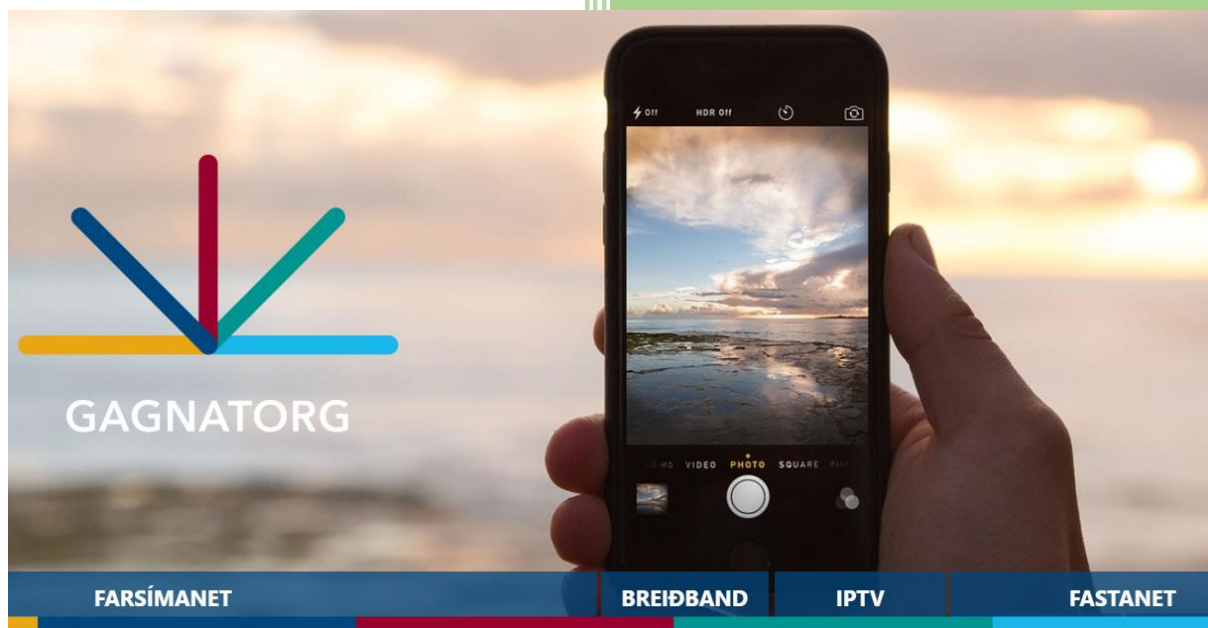 Off
HDR Off
GAGNATORG
VIDEO PHOTO SQUARE
FARSÍMANET BREIÐBAND IPTV FASTANET